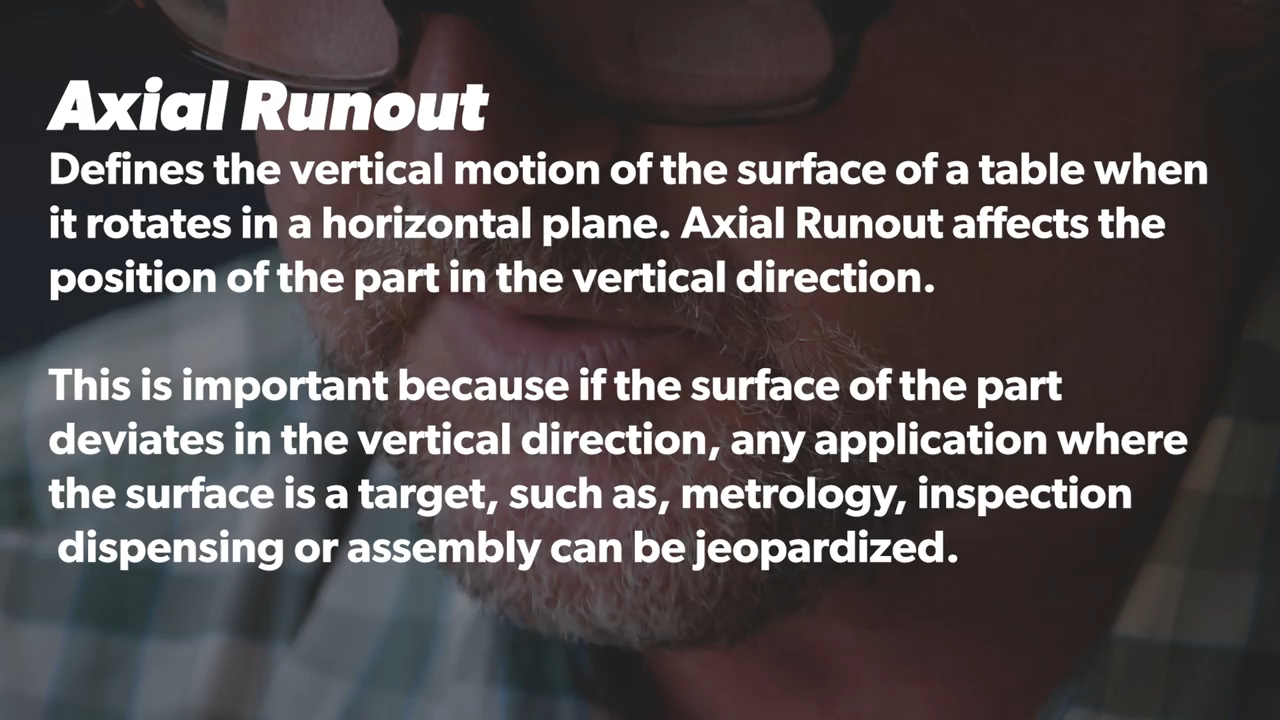 Axial Runout
Defines the vertical motion of the surface of a table when
it rotates in a horizontal plane. Axial Runout affects the
position of the part in the vertical direction.
This is important because if the surface of the part
deviates in the vertical direction, any application where
the surface is a target, such as, metrology, inspection
dispensing or assembly can be jeopardized.